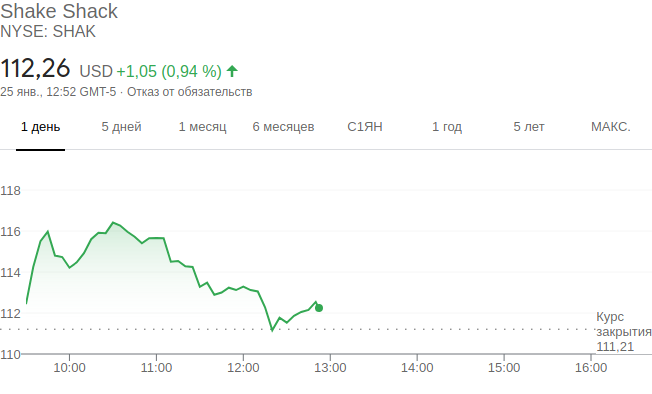 Shake Shack
NYSE: SHAK
112,26 USD +1,05 (0,94 %)
25 янв., 12:52 GMT-5 · Отказ от обязательств
1 день 5 дней 1 месяц 6 месяцев С1ЯН 1 год 5 лет МАКС.
118
116
114
112
Курс
закрытия
111,21
110
10:00 11:00 12:00 13:00 14:00 15:00 16:00